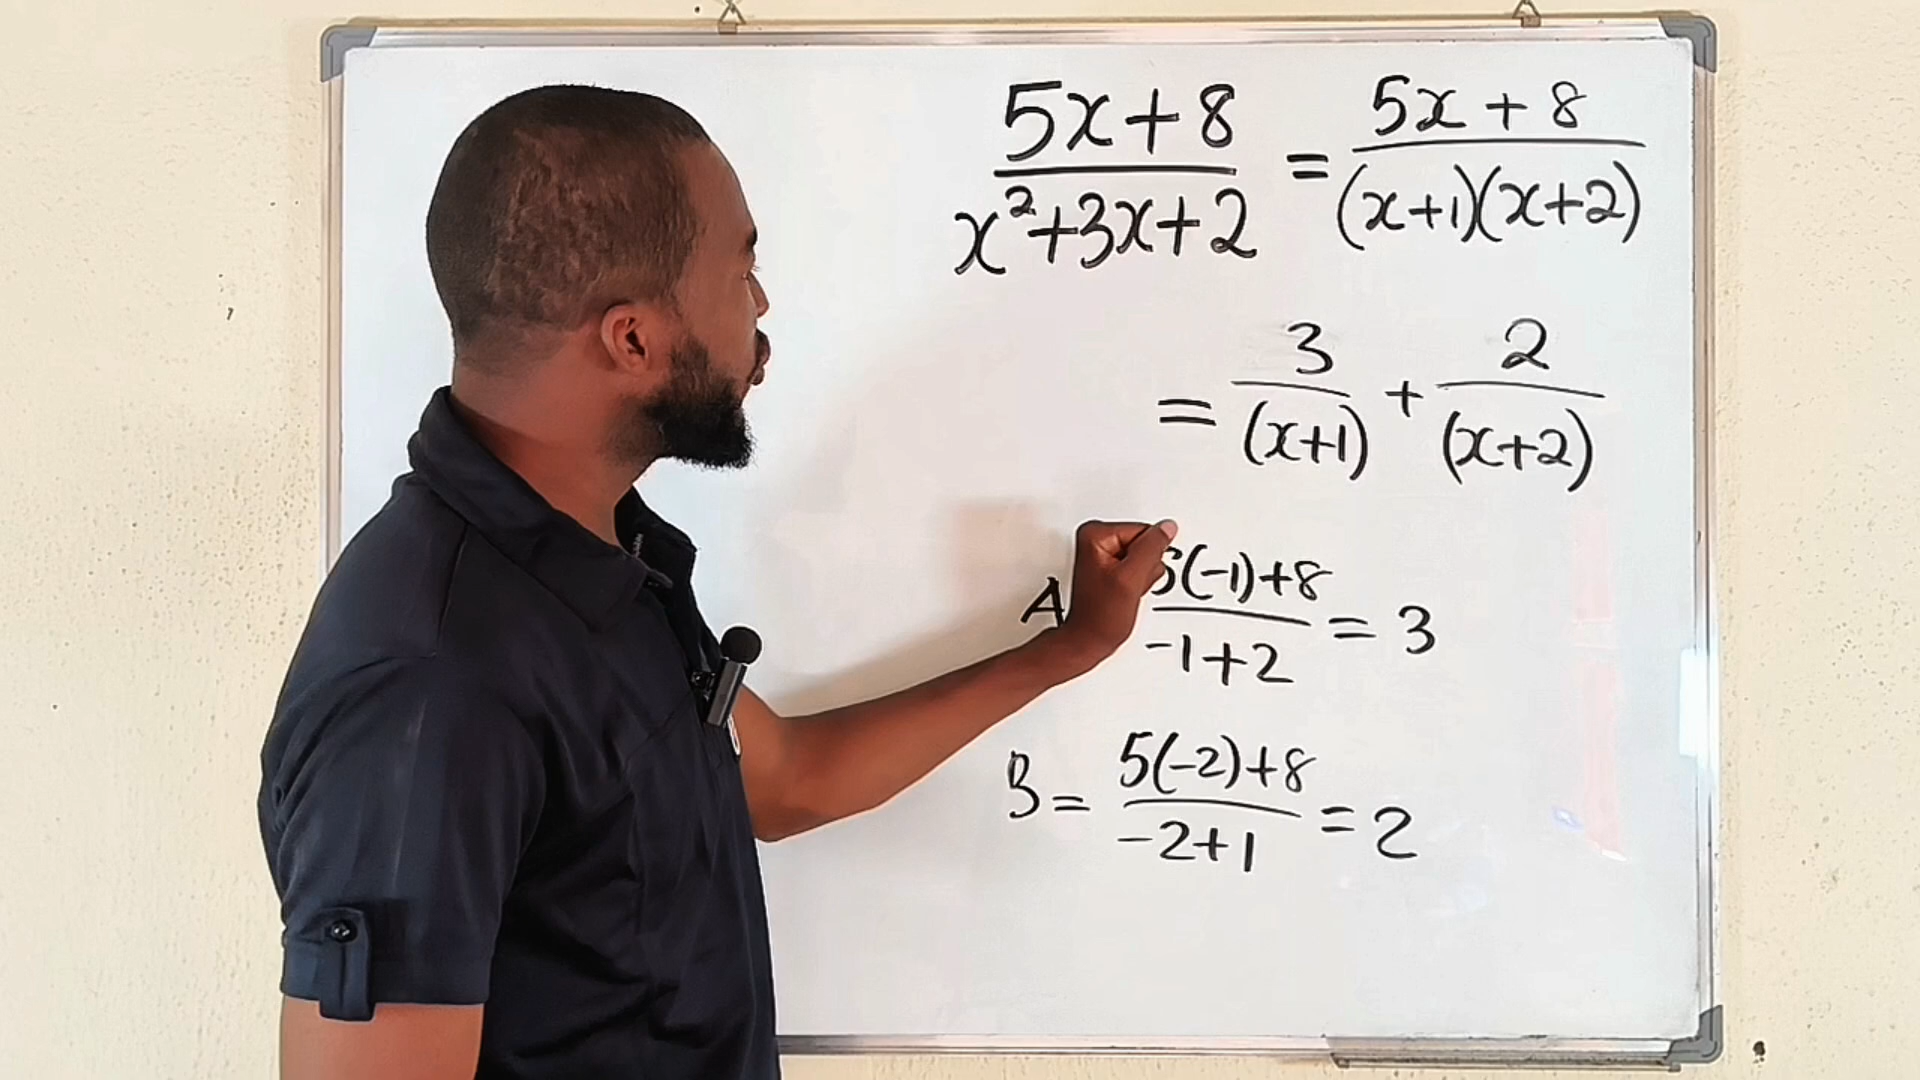 5x+8 / x²+3x+2 = 5x+8 / (x+1)(x+2)
= 3 / (x+1) + 2 / (x+2)
A 5(-1)+8 / -1+2 = 3
B = 5(-2)+8 / -2+1 = 2